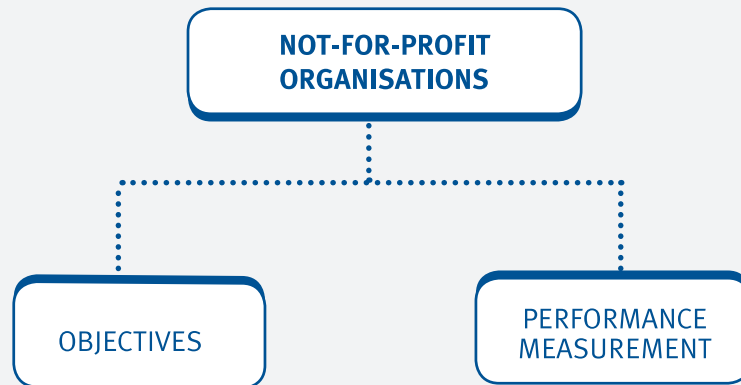 NOT-FOR-PROFIT
ORGANISATIONS
OBJECTIVES
PERFORMANCE
MEASUREMENT